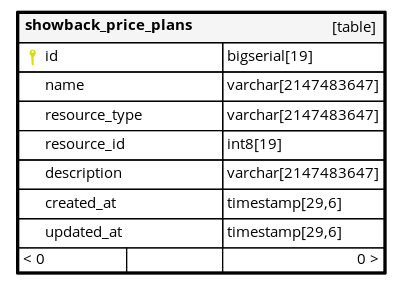 showback_price_plans [table]
id bigserial[19]
name varchar[2147483647]
resource_type varchar[2147483647]
resource_id int8[19]
description varchar[2147483647]
created_at timestamp[29,6]
updated_at timestamp[29,6]
< 0 0 >